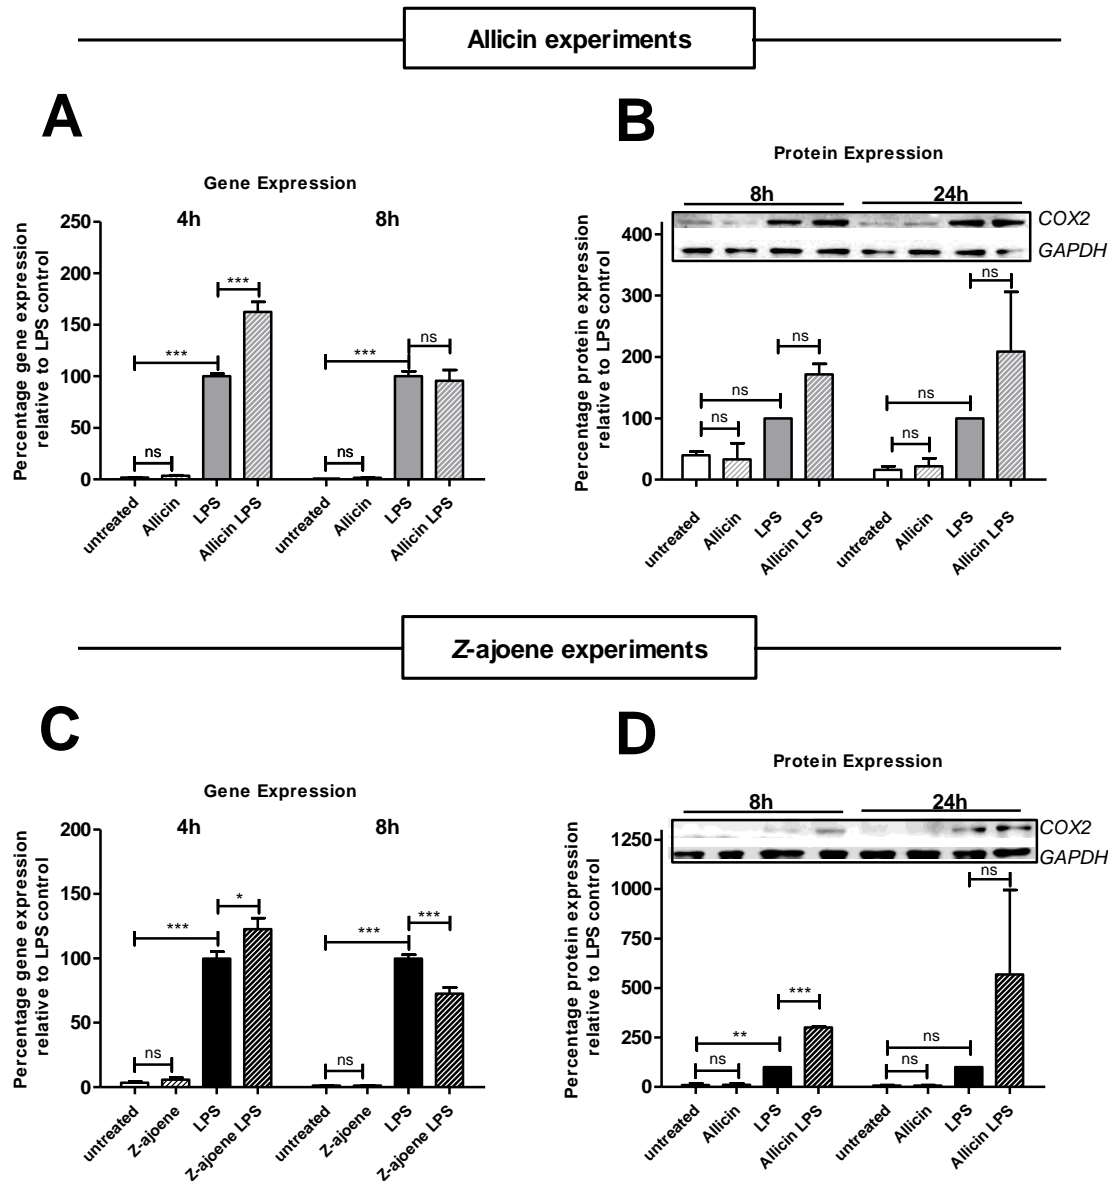 Allicin experiments
A
Gene Expression
4h
8h
Percentage gene expression
relative to LPS control
250
200
150
100
50
0
***
***
ns
***
ns
ns
untreated
Allicin
LPS
Allicin LPS
untreated
Allicin
LPS
Allicin LPS
B
Protein Expression
8h
24h
COX2
GAPDH
Percentage protein expression
relative to LPS control
400
300
200
100
0
ns
ns
ns
ns
ns
ns
untreated
Allicin
LPS
Allicin LPS
untreated
Allicin
LPS
Allicin LPS
Z-ajoene experiments
C
Gene Expression
4h
8h
Percentage gene expression
relative to LPS control
200
150
100
50
0
***
*
ns
***
***
ns
untreated
Z-ajoene
LPS
Z-ajoene LPS
untreated
Z-ajoene
LPS
Z-ajoene LPS
D
Protein Expression
8h
24h
COX2
GAPDH
Percentage protein expression
relative to LPS control
1250
1000
750
500
250
0
ns
**
***
ns
ns
ns
untreated
Allicin
LPS
Allicin LPS
untreated
Allicin
LPS
Allicin LPS